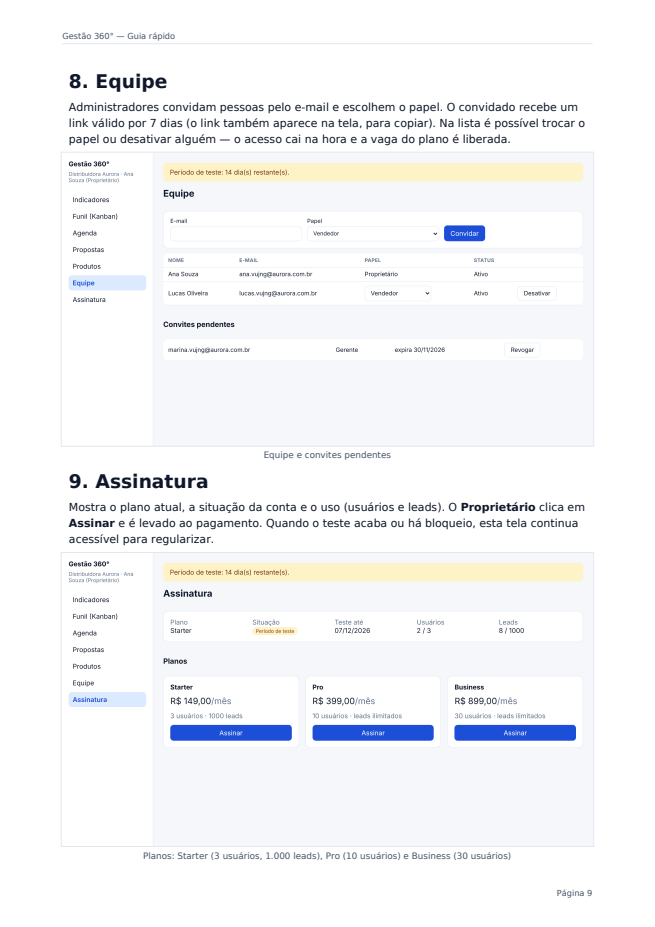 Gestão 360° — Guia rápido
8. Equipe
Administradores convidam pessoas pelo e-mail e escolhem o papel. O convidado recebe um
link válido por 7 dias (o link também aparece na tela, para copiar). Na lista é possível trocar o
papel ou desativar alguém — o acesso cai na hora e a vaga do plano é liberada.
Gestão 360°
Distribuidora Aurora · Ana
Souza (Proprietário)
Indicadores
Funil (Kanban)
Agenda
Propostas
Produtos
Equipe
Assinatura
Período de teste: 14 dia(s) restante(s).
Equipe
E-mail Papel
Vendedor Convidar
NOME E-MAIL PAPEL STATUS
Ana Souza ana.vujng@aurora.com.br Proprietário Ativo
Lucas Oliveira lucas.vujng@aurora.com.br Vendedor Ativo Desativar
Convites pendentes
marina.vujng@aurora.com.br Gerente expira 30/11/2026 Revogar
Equipe e convites pendentes
9. Assinatura
Mostra o plano atual, a situação da conta e o uso (usuários e leads). O Proprietário clica em
Assinar e é levado ao pagamento. Quando o teste acaba ou há bloqueio, esta tela continua
acessível para regularizar.
Gestão 360°
Distribuidora Aurora · Ana
Souza (Proprietário)
Indicadores
Funil (Kanban)
Agenda
Propostas
Produtos
Equipe
Assinatura
Período de teste: 14 dia(s) restante(s).
Assinatura
Plano Situação Teste até Usuários Leads
Starter Período de teste 07/12/2026 2 / 3 8 / 1000
Planos
Starter Pro Business
R$ 149,00/mês R$ 399,00/mês R$ 899,00/mês
3 usuários · 1000 leads 10 usuários · leads ilimitados 30 usuários · leads ilimitados
Assinar Assinar Assinar
Planos: Starter (3 usuários, 1.000 leads), Pro (10 usuários) e Business (30 usuários)
Página 9